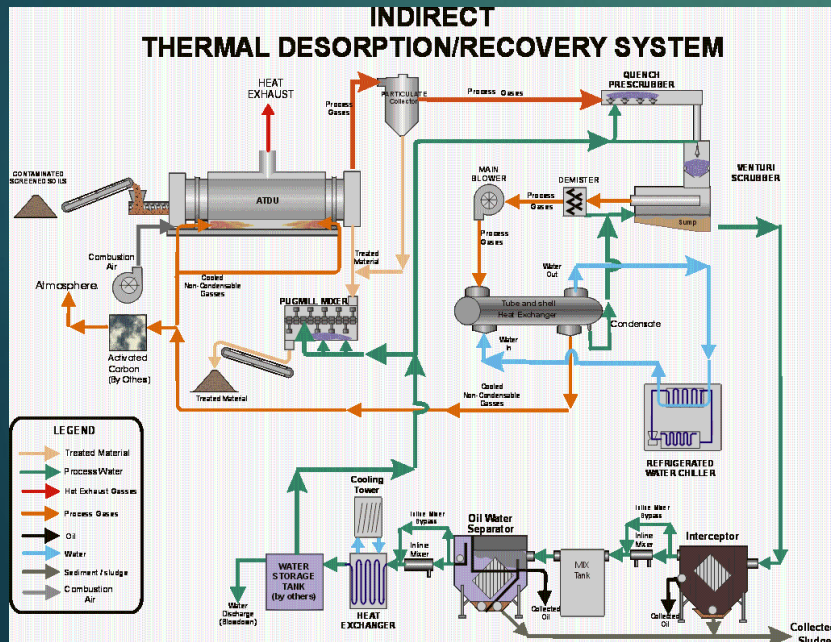 INDIRECT
THERMAL DESORPTION/RECOVERY SYSTEM
HEAT
EXHAUST
PARTICULATE
Collector
Process
Gases
Process Gases
QUENCH
PRESCRUBBER
CONTAMINATED
SCREENED SOILS
ATDU
MAIN
BLOWER
DEMISTER
VENTURI
SCRUBBER
Process
Gases
Sump
Process
Gases
Combustion
Air
Treated
Material
Water
Out
Cooled
Non-Condensable
Gasses
Atmosphere.
PUGMILL MIXER
Tube and shell
Heat Exchanger
Condensate
Water
In
Activated
Carbon
(By Others)
Treated Material
Cooled
Non-Condensable
Gasses
REFRIGERATED
WATER CHILLER
LEGEND
Treated Material
Process Water
Hot Exhaust Gasses
Process Gases
Oil
Water
Sediment/sludge
Combustion
Air
Cooling
Tower
Inline Mixer
Bypass
Inline
Mixer
Oil Water
Separator
Inline Mixer
Bypass
Inline
Mixer
Interceptor
WATER
STORAGE
TANK
(by others)
MIX
Tank
HEAT
EXCHANGER
Water
Discharge
(Blowdown)
Collected
Oil
Collected
Oil
Collected
Sludge